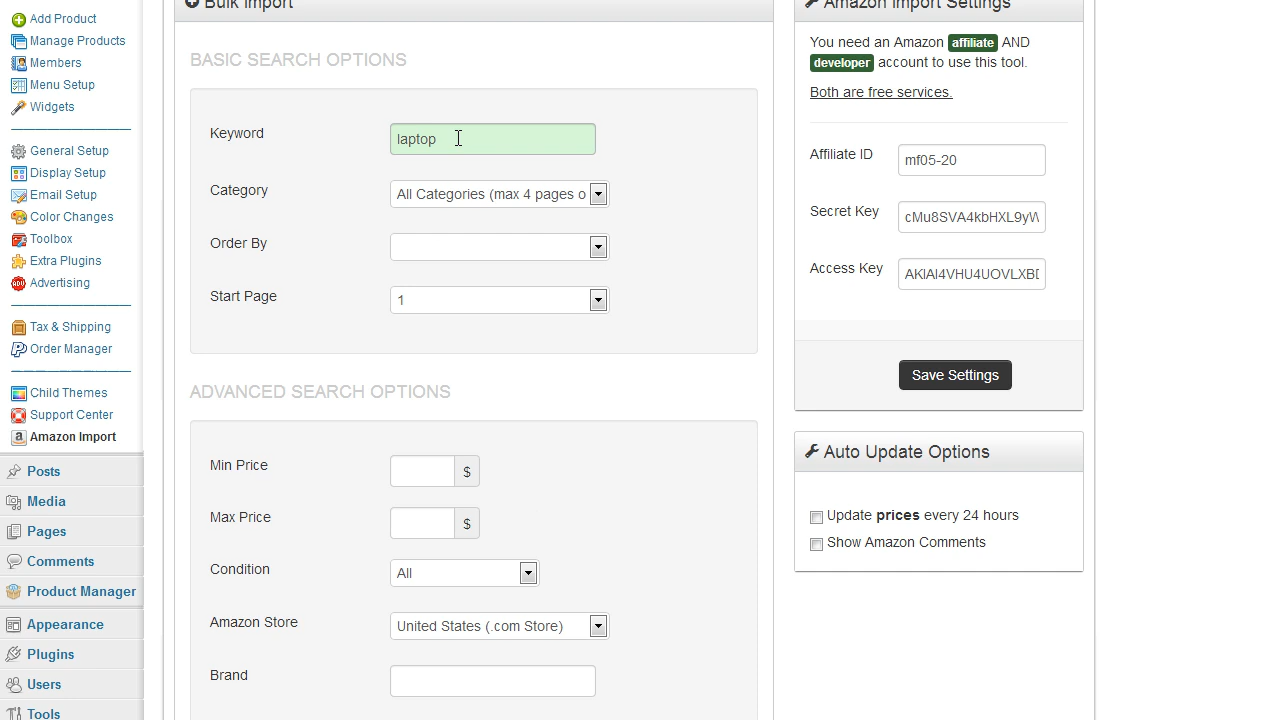 Add Product
Manage Products
Members
Menu Setup
Widgets
General Setup
Display Setup
Email Setup
Color Changes
Toolbox
Extra Plugins
Advertising
Tax & Shipping
Order Manager
Child Themes
Support Center
Amazon Import
Posts
Media
Pages
Comments
Product Manager
Appearance
Plugins
Users
Tools
Bulk Import
BASIC SEARCH OPTIONS
Keyword
laptop
Category
All Categories (max 4 pages o
Order By
Start Page
1
ADVANCED SEARCH OPTIONS
Min Price
$
Max Price
$
Condition
All
Amazon Store
United States (.com Store)
Brand
Amazon Import Settings
You need an Amazon affiliate AND
developer account to use this tool.
Both are free services.
Affiliate ID
mf05-20
Secret Key
Access Key
Save Settings
Auto Update Options
Update prices every 24 hours
Show Amazon Comments